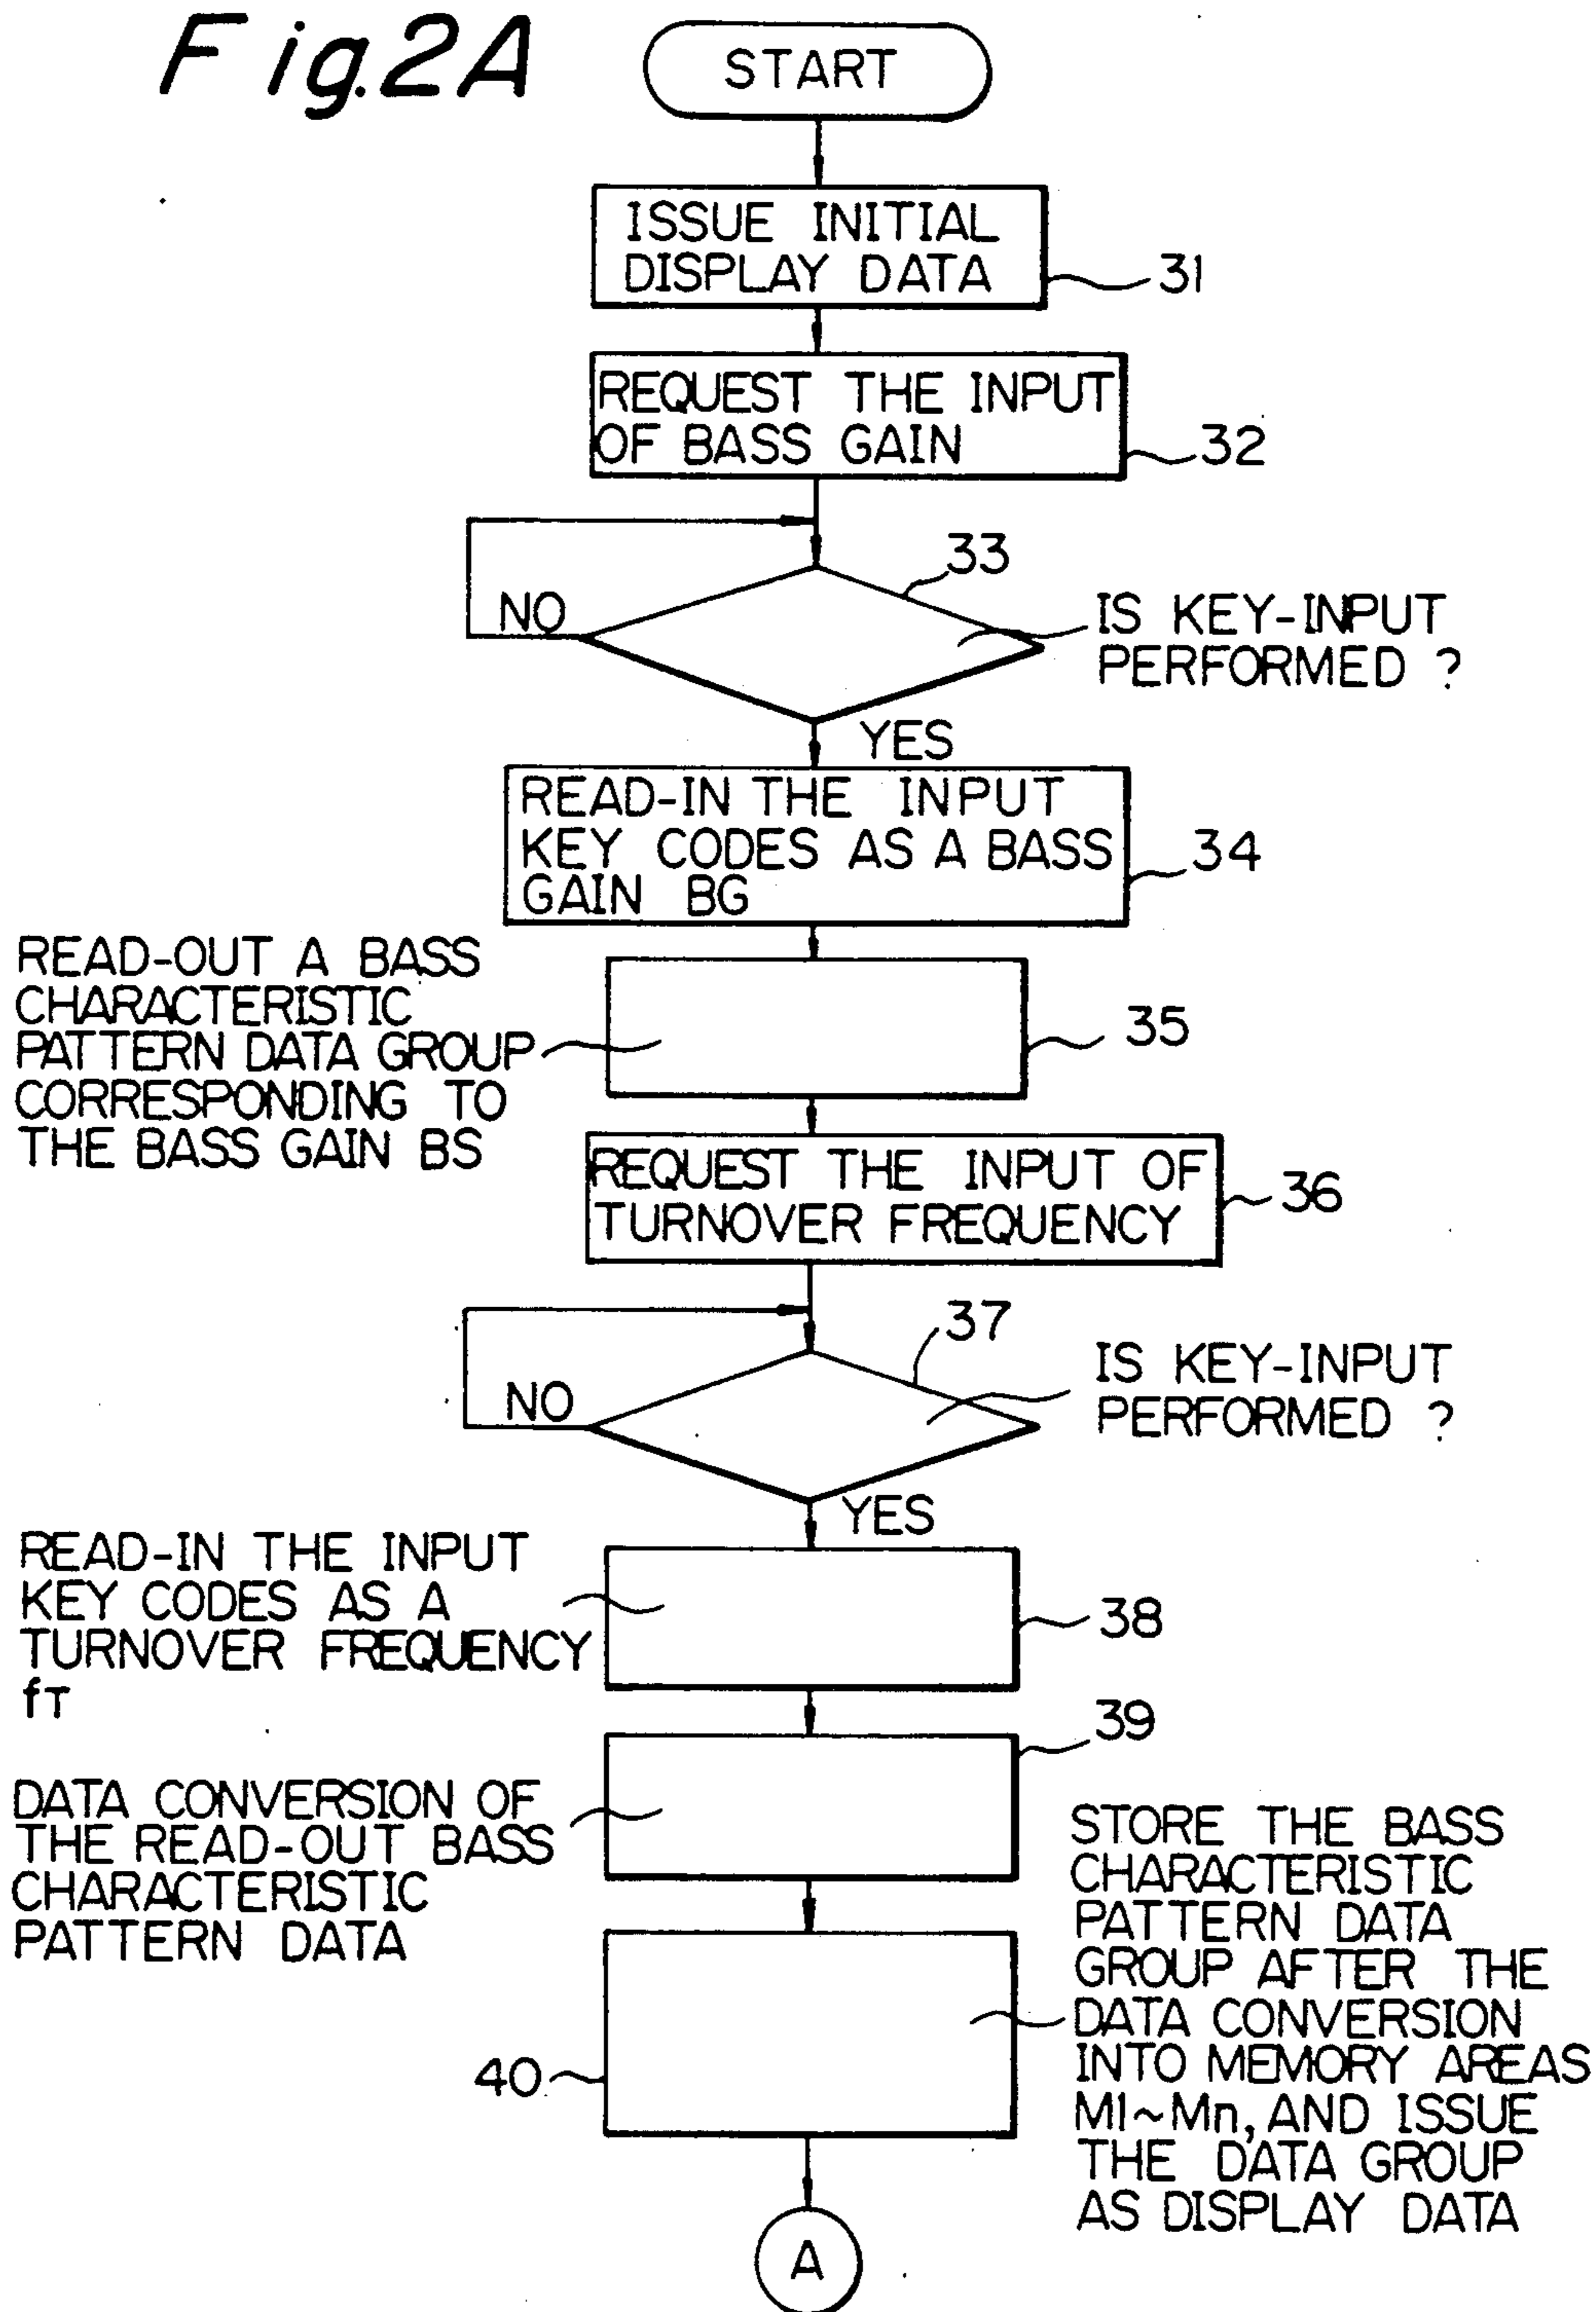 Fig.2A
START
ISSUE INITIAL
DISPLAY DATA
31
REQUEST THE INPUT
OF BASS GAIN
32
33
NO
IS KEY-INPUT
PERFORMED ?
YES
READ-IN THE INPUT
KEY CODES AS A BASS
GAIN BG
34
READ-OUT A BASS
CHARACTERISTIC
PATTERN DATA GROUP
CORRESPONDING TO
THE BASS GAIN BS
35
REQUEST THE INPUT OF
TURNOVER FREQUENCY
36
37
NO
IS KEY-INPUT
PERFORMED ?
YES
READ-IN THE INPUT
KEY CODES AS A
TURNOVER FREQUENCY
fT
38
39
DATA CONVERSION OF
THE READ-OUT BASS
CHARACTERISTIC
PATTERN DATA
STORE THE BASS
CHARACTERISTIC
PATTERN DATA
GROUP AFTER THE
DATA CONVERSION
INTO MEMORY AREAS
M1~Mn, AND ISSUE
THE DATA GROUP
AS DISPLAY DATA
40
A